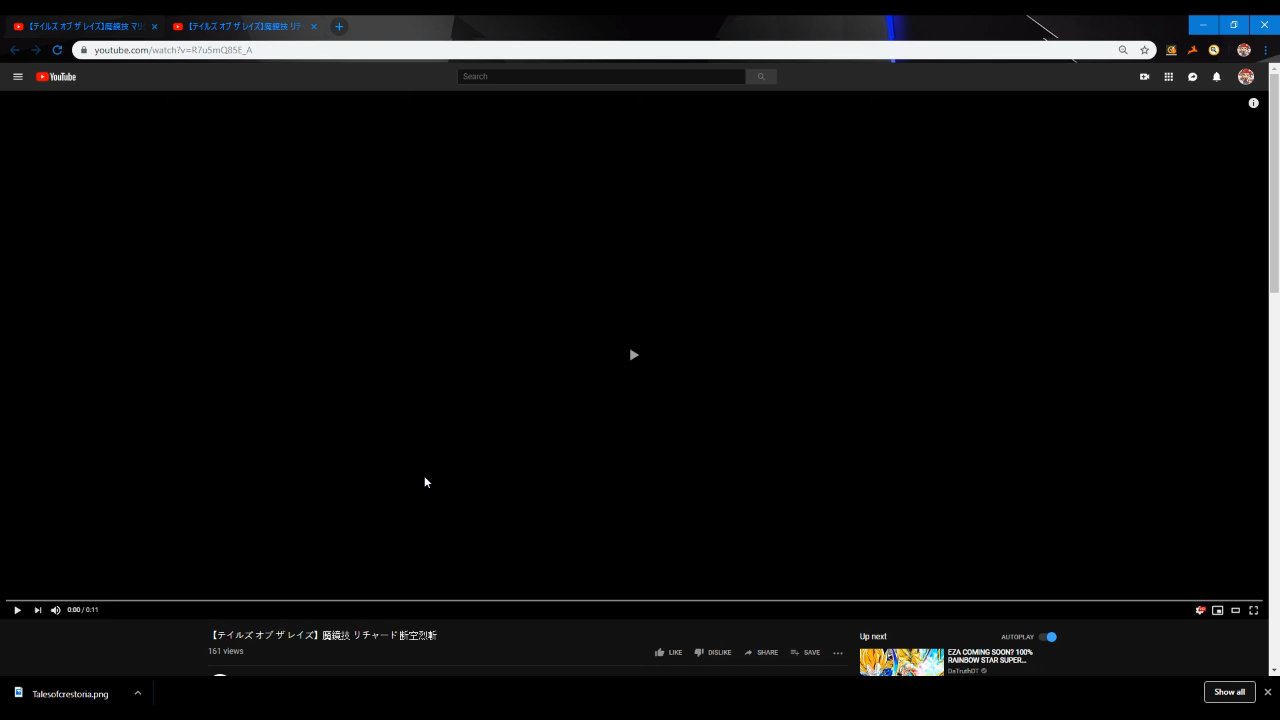 【テイルズ オブ ザ レイズ】魔鏡技 マリ
【テイルズ オブ ザ レイズ】魔鏡技 リチ
youtube.com/watch?v=R7u5mQ85E_A
YouTube
Search
0:00 / 0:11
【テイルズ オブ ザ レイズ】魔鏡技 リチャード 断空烈斬
161 views
LIKE
DISLIKE
SHARE
SAVE
Up next
AUTOPLAY
EZA COMING SOON? 100%
RAINBOW STAR SUPER...
DaTruthDT
Talesofcrestoria.png
Show all